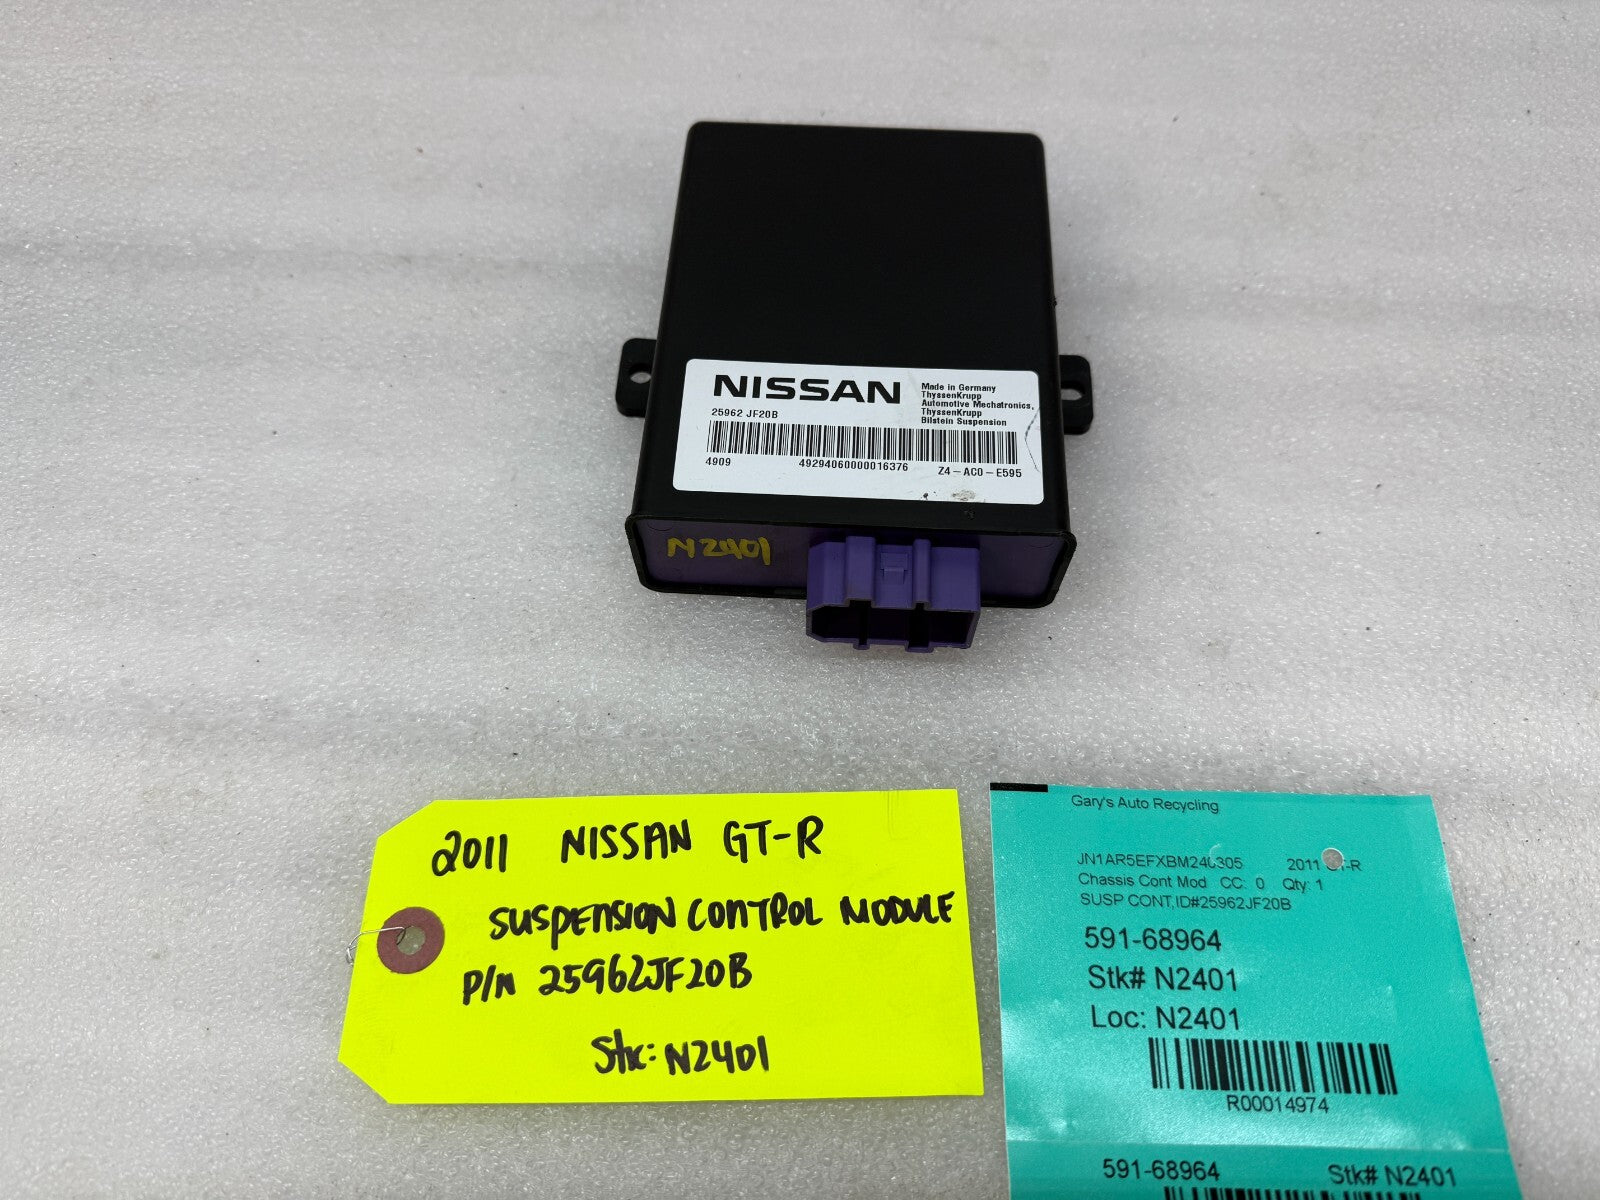 NISSAN
Made in Germany
ThyssenKrupp
Automotive Mechatronics,
ThyssenKrupp
Bilstein Suspension
25962 JF20B
4909 49294060000016376 Z4-AC0-E595
N2401
2011 NISSAN GT-R
SUSPENSION CONTROL MODULE
P/N 25962JF20B
Stk: N2401
Gary's Auto Recycling
2011
Chassis Cont Mod CC: 0 Qty: 1
SUSP CONT,ID#25962JF20B
591-68964
Stk# N2401
Loc: N2401
R00014974
591-68964 Stk# N2401